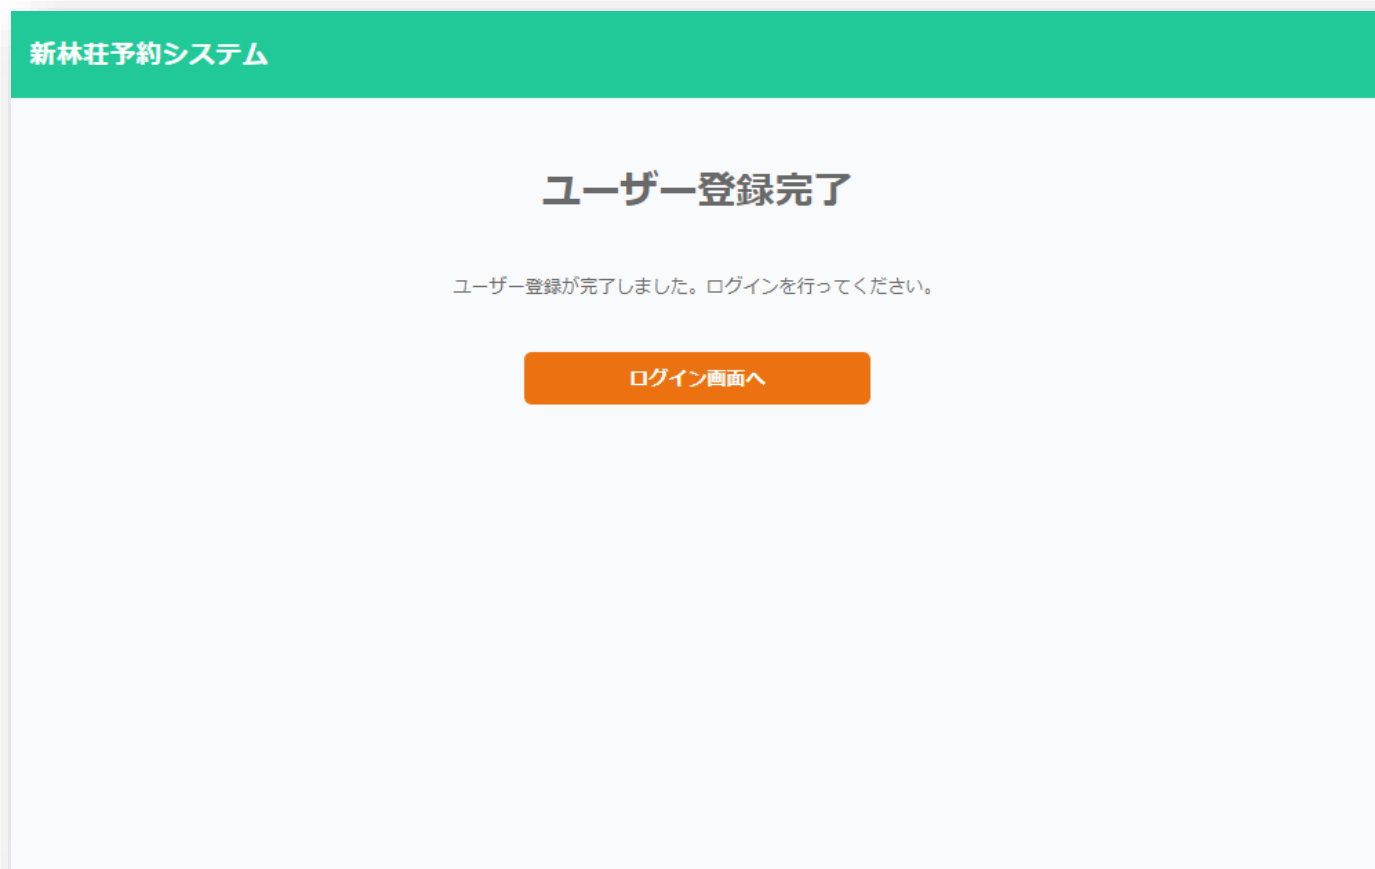 新林荘予約システム
ユーザー登録完了
ユーザー登録が完了しました。ログインを行ってください。
ログイン画面へ